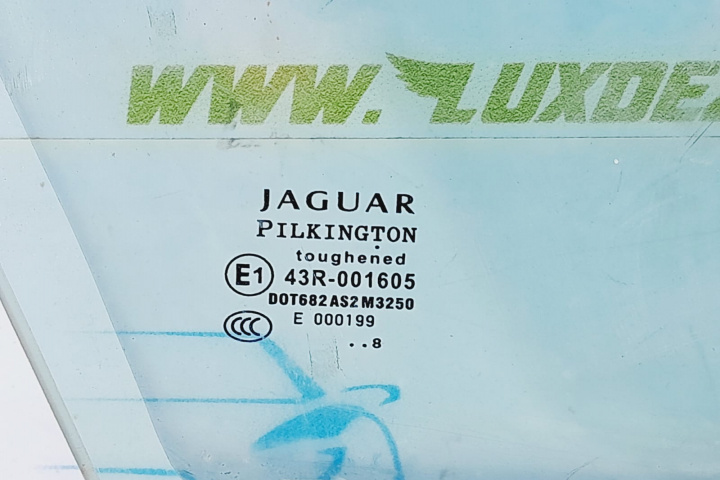 WWW.LUXDE
JAGUAR
PILKINGTON
toughened
E1 43R-001605
DOT682 AS2 M3250
E 000199
CCC
..8